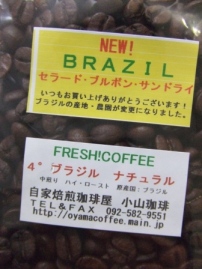 NEW!
BRAZIL
セラード・ブルボン・サンドライ
いつもお買い上げありがとうございます!
ブラジルの産地・農園が変更になりました。
FRESH!COFFEE
4° ブラジル ナチュラル
中煎り ハイ・ロースト 原産国:ブラジル
自家焙煎珈琲屋 小山珈琲
TEL&FAX 092-582-9551
http://oyamacoffee.main.jp